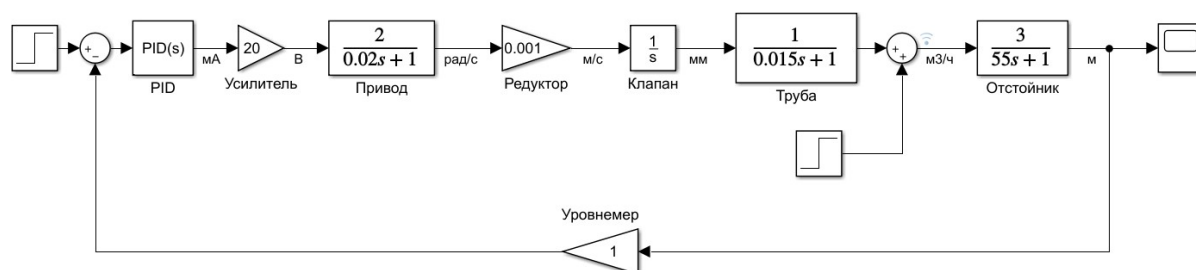 +
−
PID(s)
PID
мА
20
Усилитель
В
2
0.02s + 1
Привод
рад/с
0.001
Редуктор
м/с
1
s
Клапан
мм
1
0.015s + 1
Труба
+
+
м3/ч
3
55s + 1
Отстойник
м
Уровнемер
1